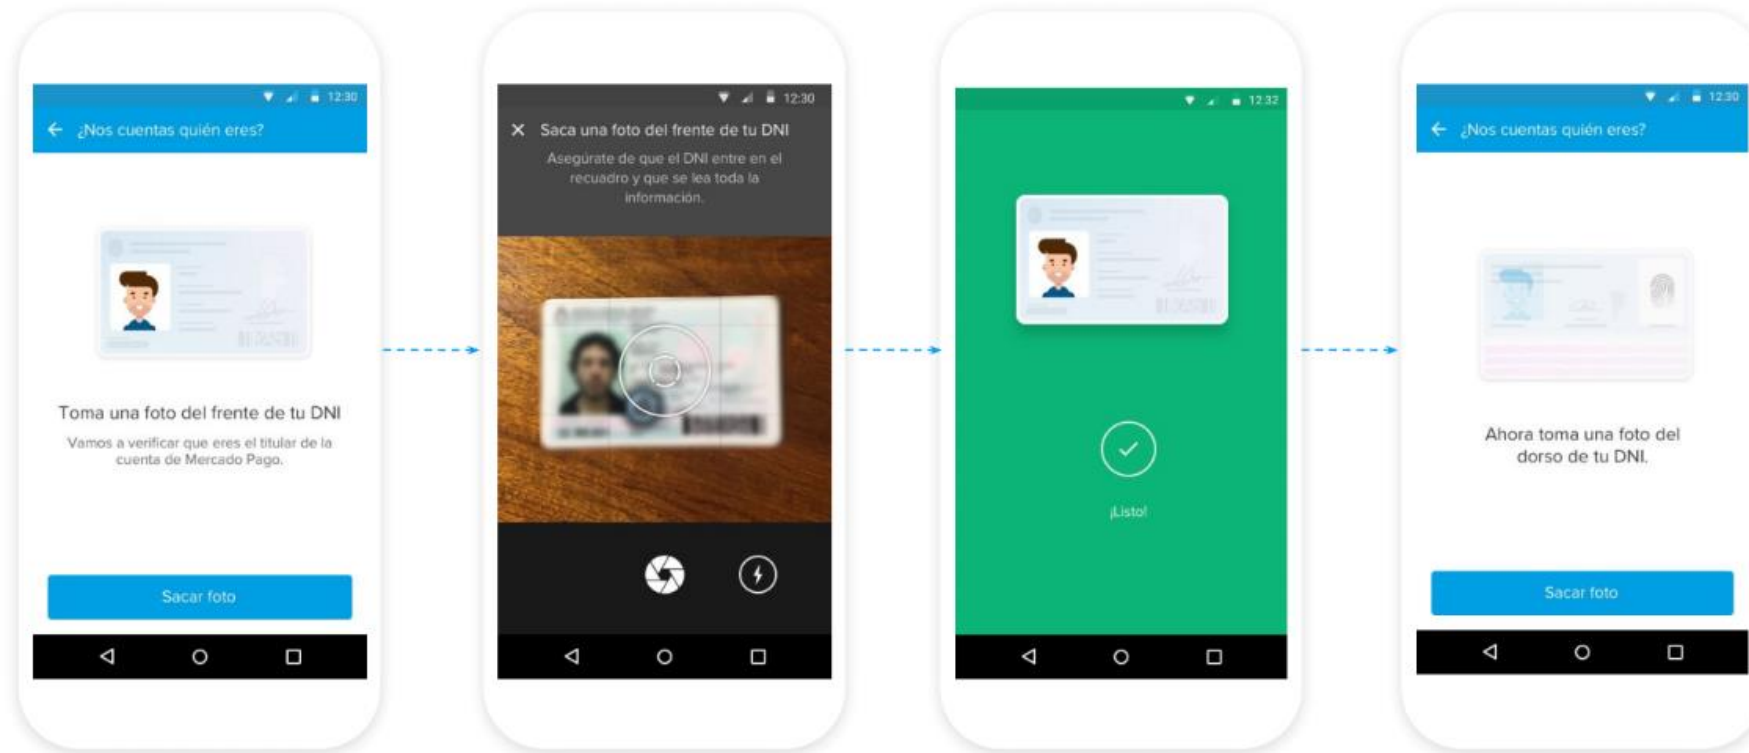 12:30
¿Nos cuentas quién eres?
Toma una foto del frente de tu DNI
Vamos a verificar que eres el titular de la
cuenta de Mercado Pago.
Sacar foto
12:30
Saca una foto del frente de tu DNI
Asegúrate de que el DNI entre en el
recuadro y que se lea toda la
información.
12:32
¡Listo!
12:30
¿Nos cuentas quién eres?
Ahora toma una foto del
dorso de tu DNI.
Sacar foto